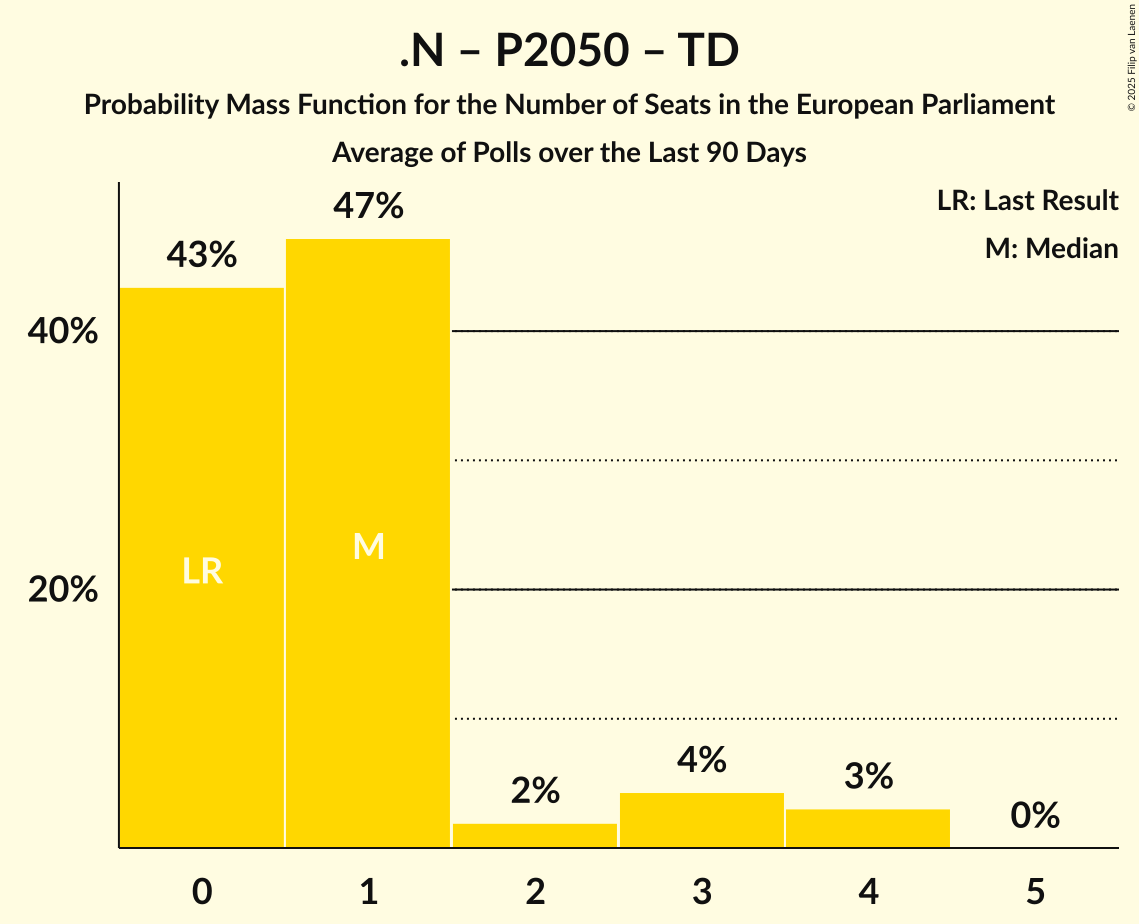 .N – P2050 – TD
Probability Mass Function for the Number of Seats in the European Parliament
Average of Polls over the Last 90 Days
© 2025 Filip van Laenen
LR: Last Result
M: Median
43%
47%
2%
4%
3%
0%
40%
20%
LR
M
0
1
2
3
4
5